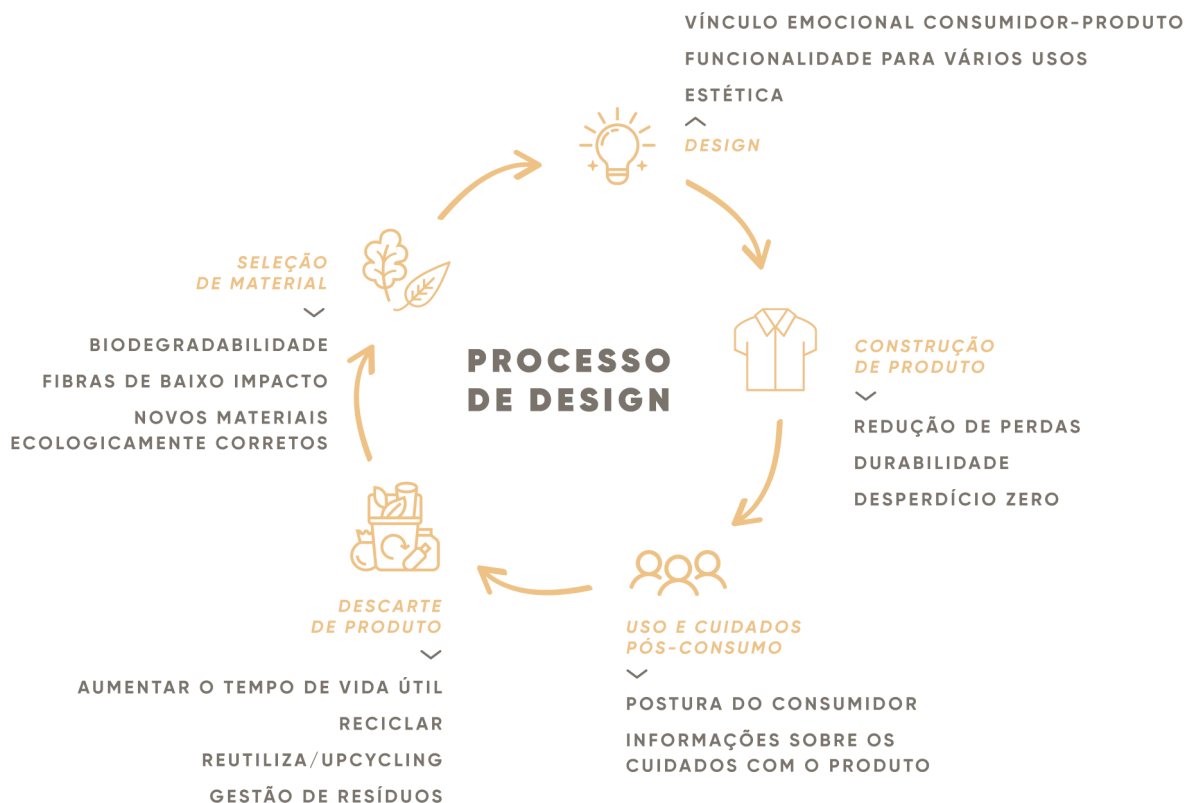 VÍNCULO EMOCIONAL CONSUMIDOR-PRODUTO
FUNCIONALIDADE PARA VÁRIOS USOS
ESTÉTICA
DESIGN
SELEÇÃO
DE MATERIAL
BIODEGRADABILIDADE
FIBRAS DE BAIXO IMPACTO
NOVOS MATERIAIS
ECOLOGICAMENTE CORRETOS
PROCESSO
DE DESIGN
CONSTRUÇÃO
DE PRODUTO
REDUÇÃO DE PERDAS
DURABILIDADE
DESPERDÍCIO ZERO
DESCARTE
DE PRODUTO
AUMENTAR O TEMPO DE VIDA ÚTIL
RECICLAR
REUTILIZA/UPCYCLING
GESTÃO DE RESÍDUOS
USO E CUIDADOS
PÓS-CONSUMO
POSTURA DO CONSUMIDOR
INFORMAÇÕES SOBRE OS
CUIDADOS COM O PRODUTO